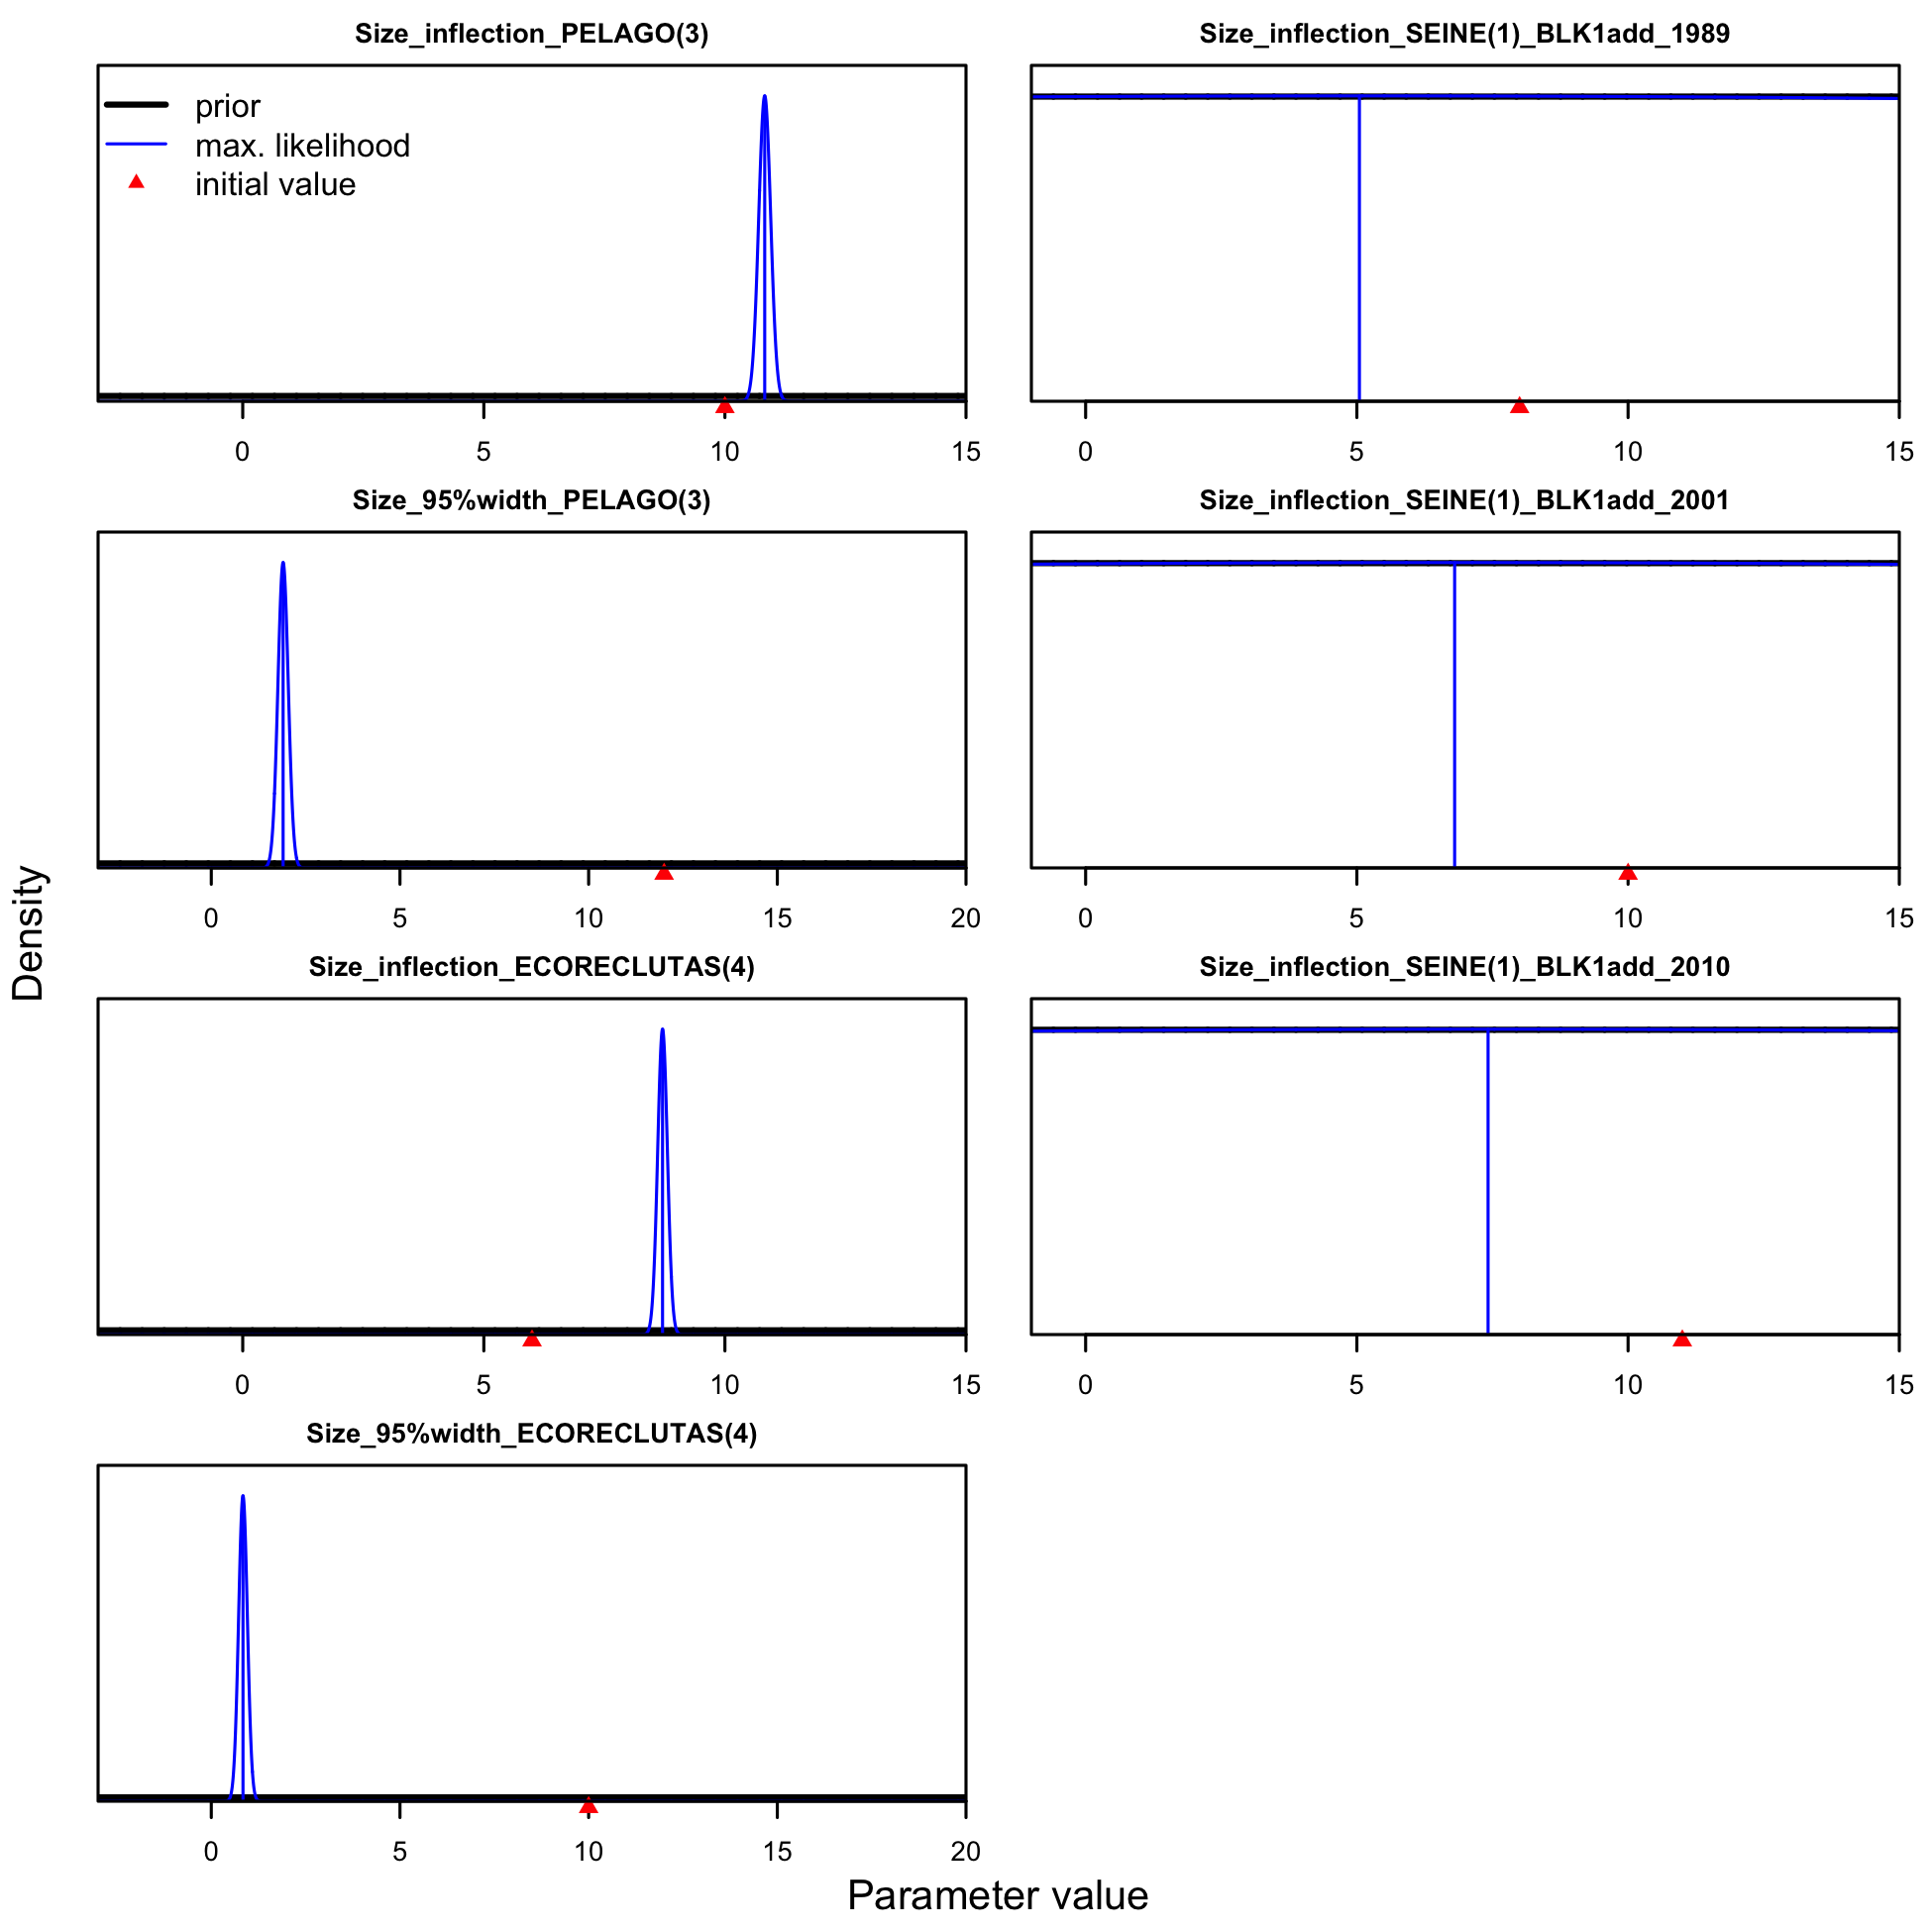 Size_inflection_PELAGO(3)
prior
max. likelihood
initial value
0 5 10 15
Size_inflection_SEINE(1)_BLK1add_1989
0 5 10 15
Size_95%width_PELAGO(3)
0 5 10 15 20
Size_inflection_SEINE(1)_BLK1add_2001
0 5 10 15
Size_inflection_ECORECLUTAS(4)
0 5 10 15
Size_inflection_SEINE(1)_BLK1add_2010
0 5 10 15
Size_95%width_ECORECLUTAS(4)
0 5 10 15 20
Density
Parameter value